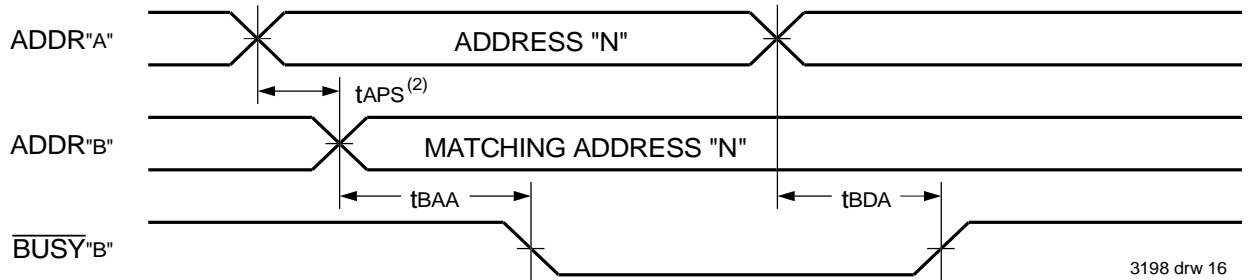 ADDR"A"
ADDRESS "N"
tAPS(2)
ADDR"B"
MATCHING ADDRESS "N"
tBAA
tBDA
BUSY"B"
3198 drw 16